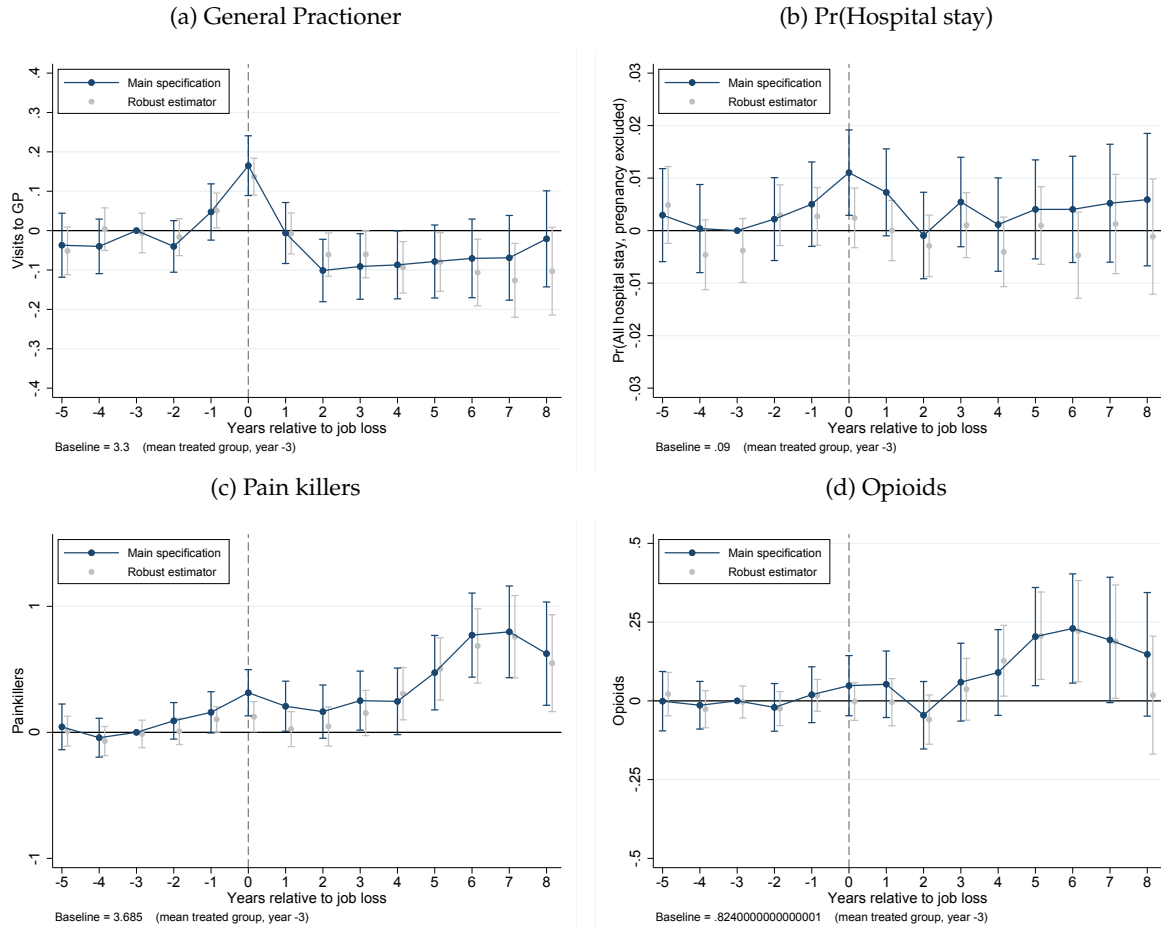 (a) General Practioner
Main specification
Robust estimator
Visits to GP
.4
.3
.2
.1
0
-.1
-.2
-.3
-.4
-5 -4 -3 -2 -1 0 1 2 3 4 5 6 7 8
Years relative to job loss
Baseline = 3.3 (mean treated group, year -3)
(b) Pr(Hospital stay)
Main specification
Robust estimator
Pr(All hospital stay, pregnancy excluded)
.03
.02
.01
0
-.01
-.02
-.03
-5 -4 -3 -2 -1 0 1 2 3 4 5 6 7 8
Years relative to job loss
Baseline = .09 (mean treated group, year -3)
(c) Pain killers
Main specification
Robust estimator
Painkillers
1
0
-1
-5 -4 -3 -2 -1 0 1 2 3 4 5 6 7 8
Years relative to job loss
Baseline = 3.685 (mean treated group, year -3)
(d) Opioids
Main specification
Robust estimator
Opioids
.5
.25
0
-.25
-.5
-5 -4 -3 -2 -1 0 1 2 3 4 5 6 7 8
Years relative to job loss
Baseline = .8240000000000001 (mean treated group, year -3)